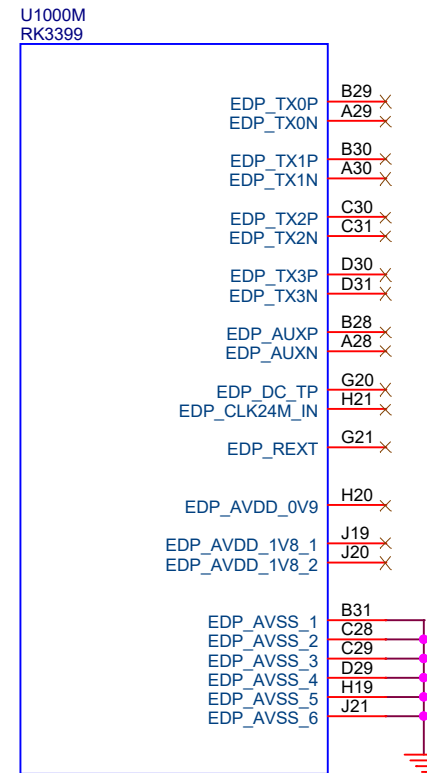 U1000M
RK3399
EDP_TX0P B29
EDP_TX0N A29
EDP_TX1P B30
EDP_TX1N A30
EDP_TX2P C30
EDP_TX2N C31
EDP_TX3P D30
EDP_TX3N D31
EDP_AUXP B28
EDP_AUXN A28
EDP_DC_TP G20
EDP_CLK24M_IN H21
EDP_REXT G21
EDP_AVDD_0V9 H20
EDP_AVDD_1V8_1 J19
EDP_AVDD_1V8_2 J20
EDP_AVSS_1 B31
EDP_AVSS_2 C28
EDP_AVSS_3 C29
EDP_AVSS_4 D29
EDP_AVSS_5 H19
EDP_AVSS_6 J21